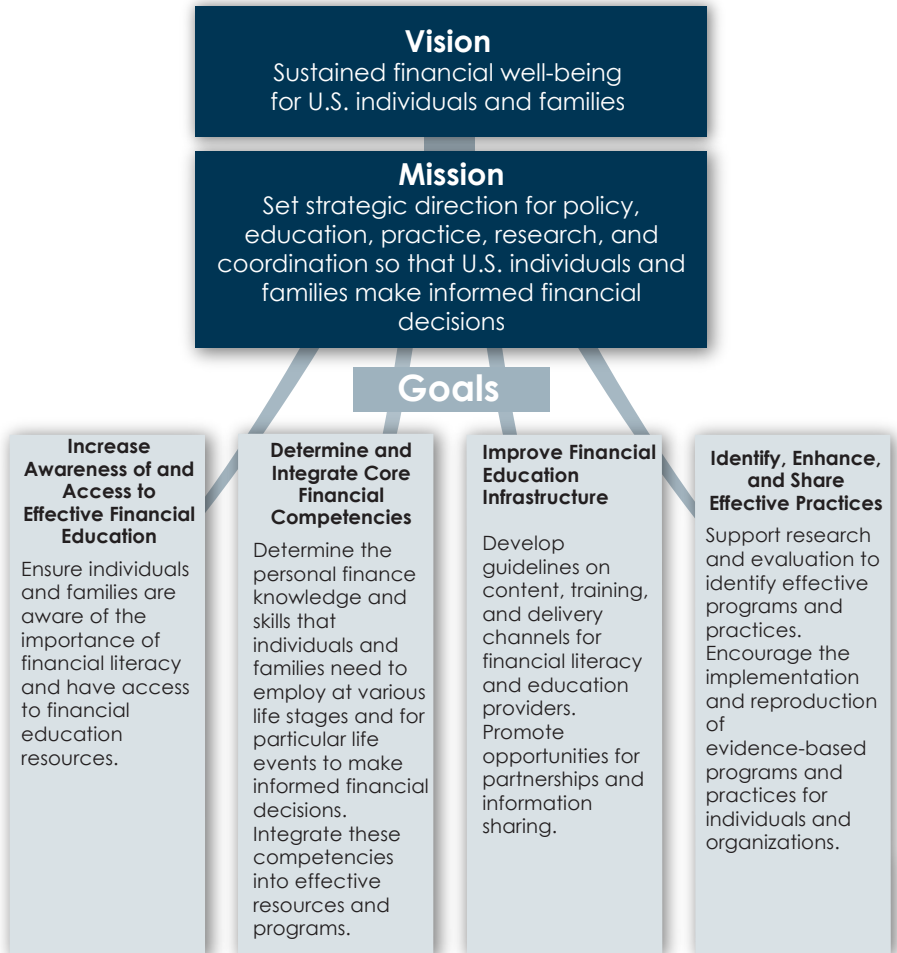 Vision
Sustained financial well-being
for U.S. individuals and families
Mission
Set strategic direction for policy,
education, practice, research, and
coordination so that U.S. individuals and
families make informed financial
decisions
Goals
Increase
Awareness of and
Access to
Effective Financial
Education
Ensure individuals
and families are
aware of the
importance of
financial literacy
and have access
to financial
education
resources.
Determine and
Integrate Core
Financial
Competencies
Determine the
personal finance
knowledge and
skills that
individuals and
families need to
employ at various
life stages and for
particular life
events to make
informed financial
decisions.
Integrate these
competencies
into effective
resources and
programs.
Improve Financial
Education
Infrastructure
Develop
guidelines on
content, training,
and delivery
channels for
financial literacy
and education
providers.
Promote
opportunities for
partnerships and
information
sharing.
Identify, Enhance,
and Share
Effective Practices
Support research
and evaluation to
identify effective
programs and
practices.
Encourage the
implementation
and reproduction
of
evidence-based
programs and
practices for
individuals and
organizations.